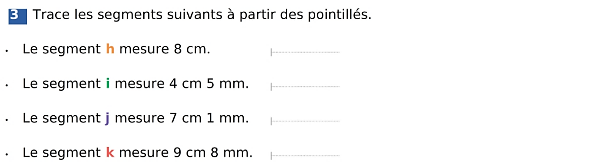 3 Trace les segments suivants à partir des pointillés.
• Le segment h mesure 8 cm.
• Le segment i mesure 4 cm 5 mm.
• Le segment j mesure 7 cm 1 mm.
• Le segment k mesure 9 cm 8 mm.